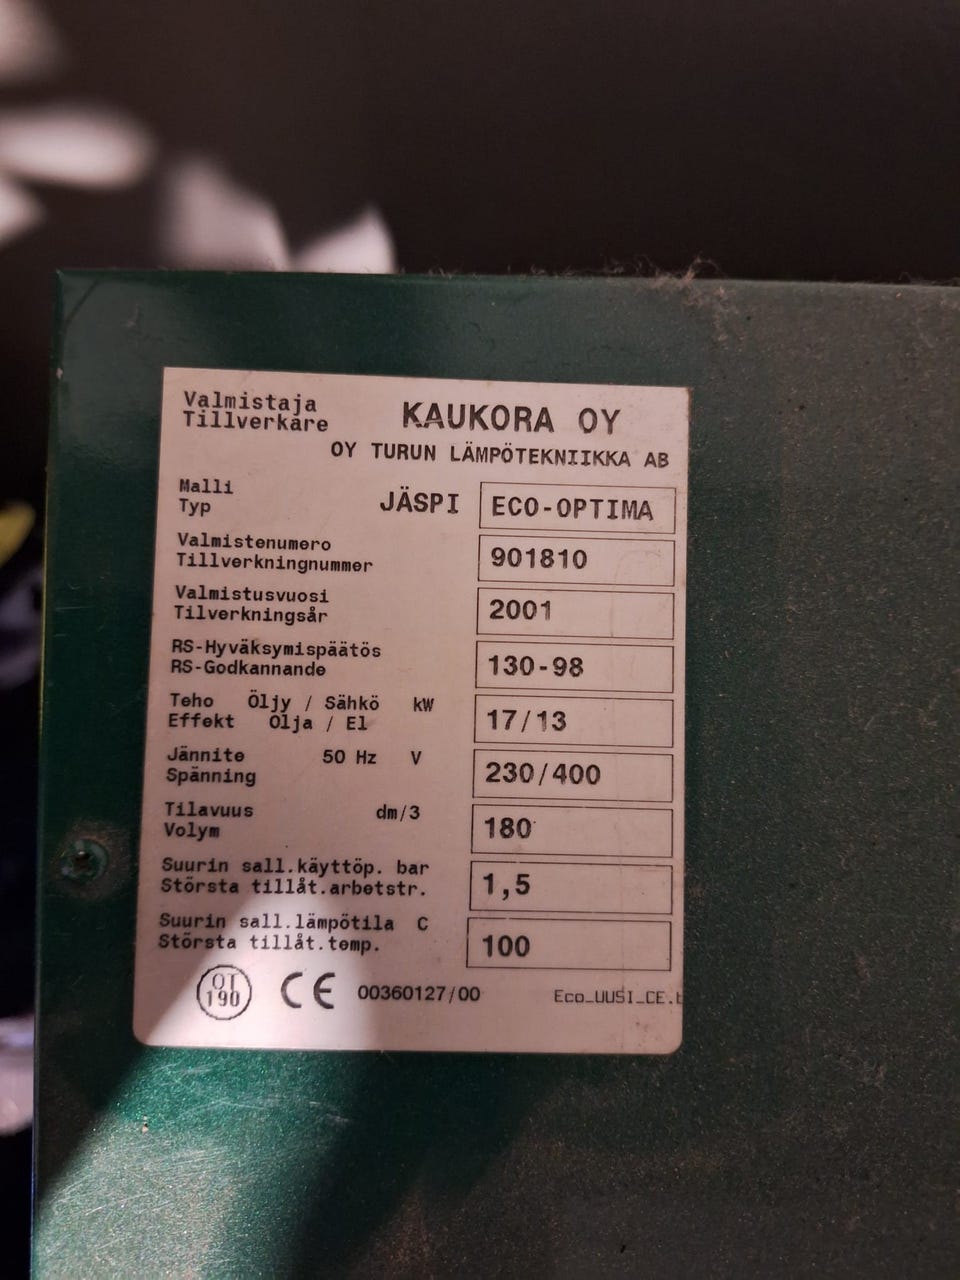 Valmistaja KAUKORA OY
Tillverkare
OY TURUN LÄMPÖTEKNIIKKA AB
Malli JÄSPI ECO-OPTIMA
Typ
Valmistenumero 901810
Tillverkningnummer
Valmistusvuosi 2001
Tilverkningsår
RS-Hyväksymispäätös 130-98
RS-Godkannande
Teho Öljy / Sähkö kW 17/13
Effekt Olja / El
Jännite 50 Hz V 230/400
Spänning
Tilavuus dm/3 180
Volym
Suurin sall.käyttöp. bar 1,5
Största tillåt.arbetstr.
Suurin sall.lämpötila C 100
Största tillåt.temp.
OT
190
CE 00360127/00 Eco_UUSI_CE.t